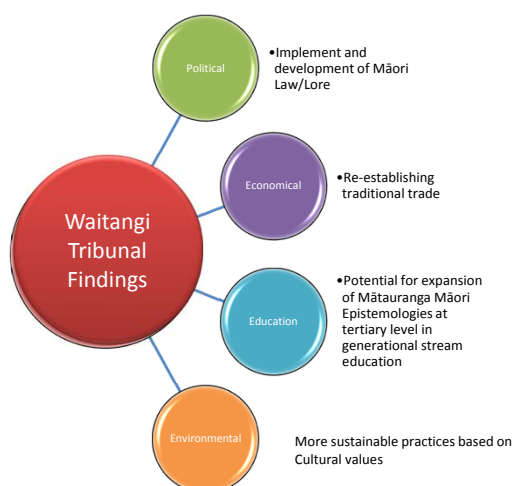 Waitangi
Tribunal
Findings
Political
•Implement and
development of Māori
Law/Lore
Economical
•Re-establishing
traditional trade
Education
•Potential for expansion
of Mātauranga Māori
Epistemologies at
tertiary level in
generational stream
education
Environmental
More sustainable practices based on
Cultural values